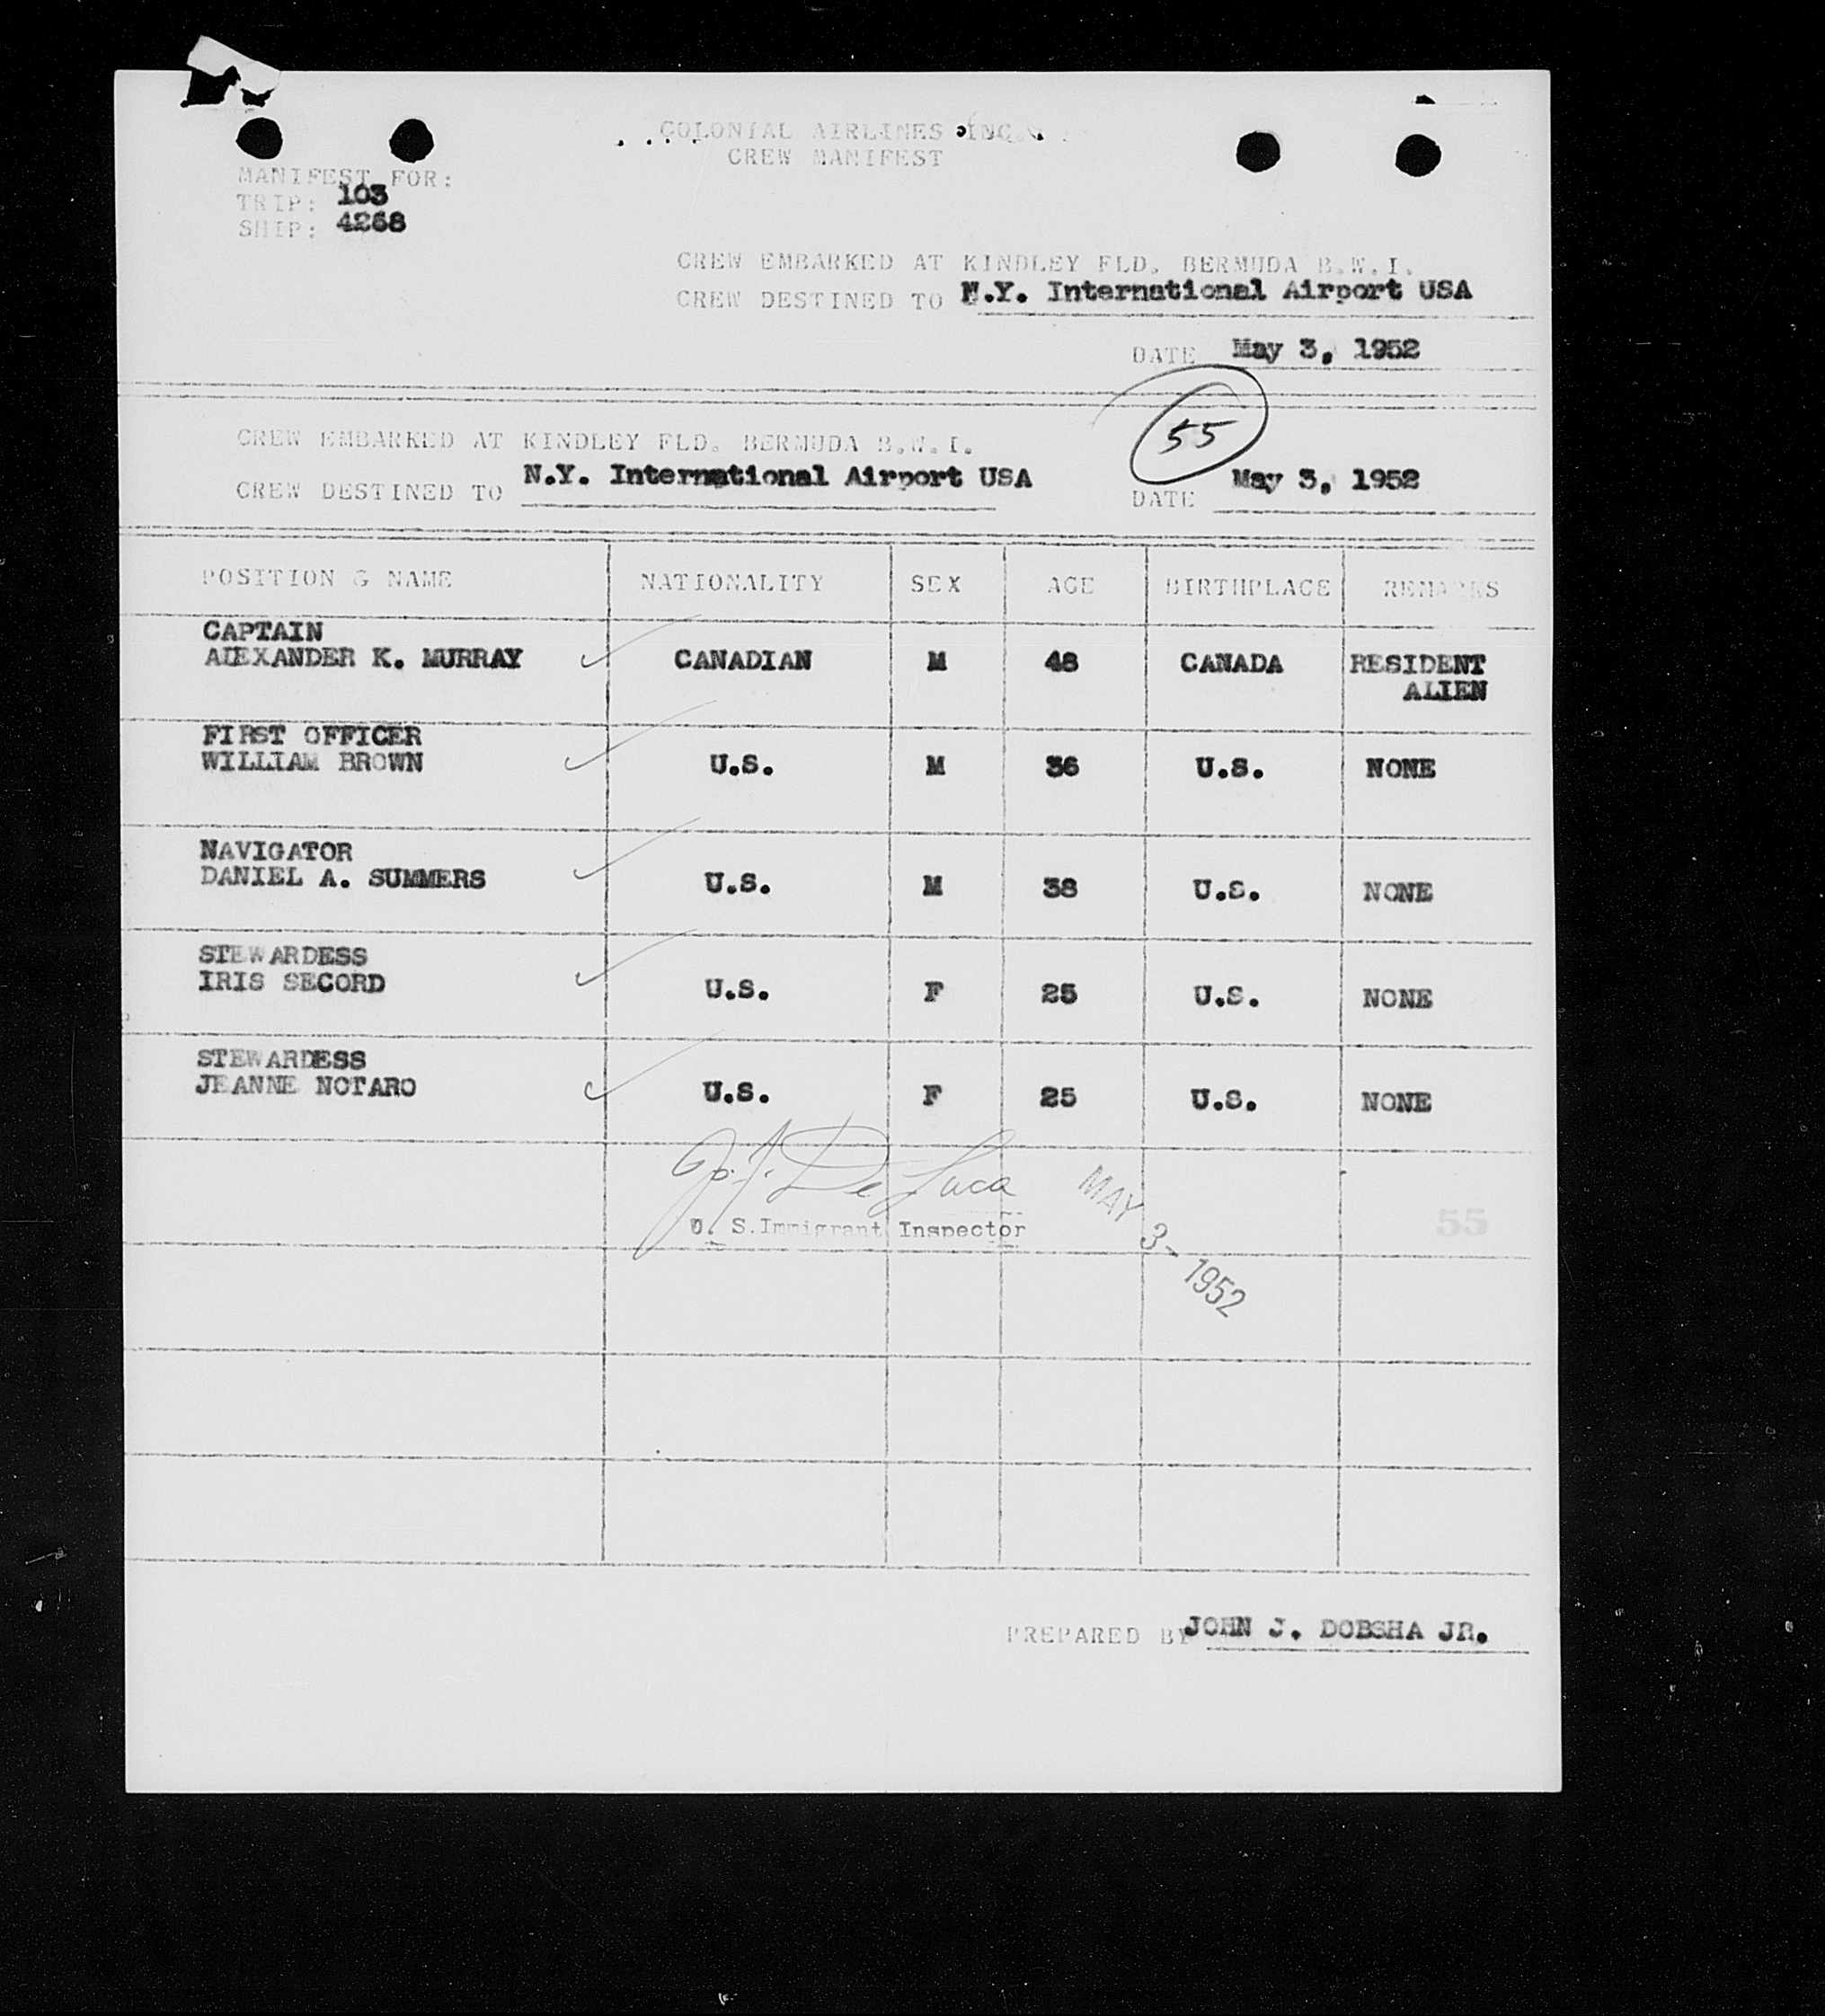 COLONIAL AIRLINES INC.
CREW MANIFEST
MANIFEST FOR:
TRIP: 103
SHIP: 4268
CREW EMBARKED AT KINDLEY FLD. BERMUDA B.W.I.
CREW DESTINED TO N.Y. International Airport USA
DATE May 3, 1952
55
CREW EMBARKED AT KINDLEY FLD. BERMUDA B.W.I.
CREW DESTINED TO N.Y. International Airport USA DATE May 3, 1952
POSITION & NAME NATIONALITY SEX AGE BIRTHPLACE REMARKS
CAPTAIN
ALEXANDER K. MURRAY CANADIAN M 48 CANADA RESIDENT
ALIEN
FIRST OFFICER
WILLIAM BROWN U.S. M 36 U.S. NONE
NAVIGATOR
DANIEL A. SUMMERS U.S. M 38 U.S. NONE
STEWARDESS
IRIS SECORD U.S. F 25 U.S. NONE
STEWARDESS
JEANNE NOTARO U.S. F 25 U.S. NONE
De Luca
U. S. Immigrant Inspector
MAY 3- 1952
55
PREPARED BY JOHN J. DOBSHA JR.